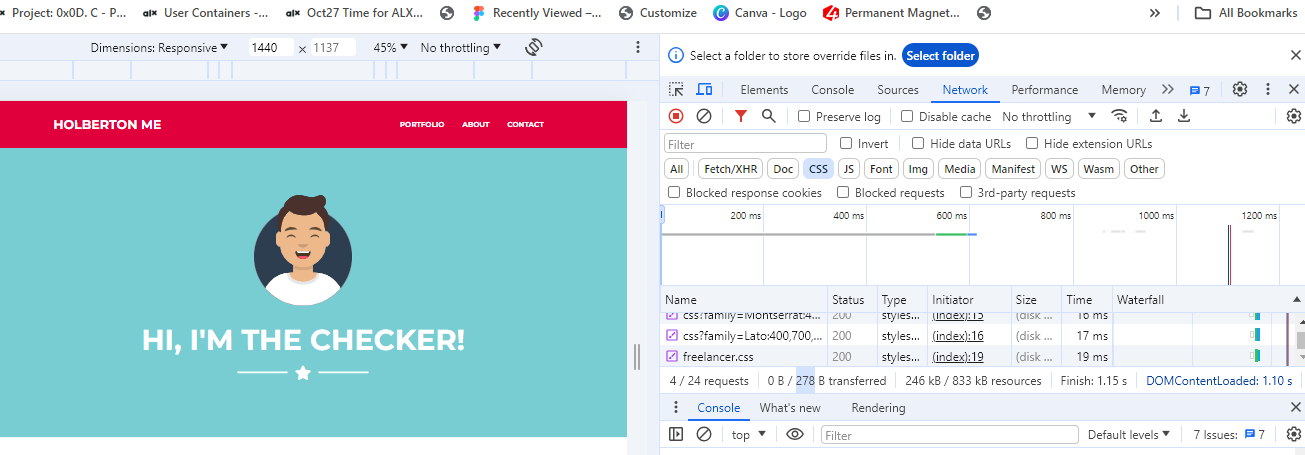 Project: 0x0D. C - P... User Containers -... Oct27 Time for ALX... Recently Viewed –... Customize Canva - Logo Permanent Magnet... » All Bookmarks
Dimensions: Responsive 1440 × 1137 45% No throttling
Select a folder to store override files in. Select folder
Elements Console Sources Network Performance Memory 7
Preserve log Disable cache No throttling
Filter Invert Hide data URLs Hide extension URLs
All Fetch/XHR Doc CSS JS Font Img Media Manifest WS Wasm Other
Blocked response cookies Blocked requests 3rd-party requests
200 ms 400 ms 600 ms 800 ms 1000 ms 1200 ms
Name Status Type Initiator Size Time Waterfall
css?family=Montserrat:4... 200 styles... (index):15 (disk ... 16 ms
css?family=Lato:400,700,... 200 styles... (index):16 (disk ... 17 ms
freelancer.css 200 styles... (index):19 (disk ... 19 ms
4 / 24 requests 0 B / 278 B transferred 246 kB / 833 kB resources Finish: 1.15 s DOMContentLoaded: 1.10 s
Console What's new Rendering
top Filter Default levels 7 Issues: 7
HOLBERTON ME PORTFOLIO ABOUT CONTACT
HI, I'M THE CHECKER!